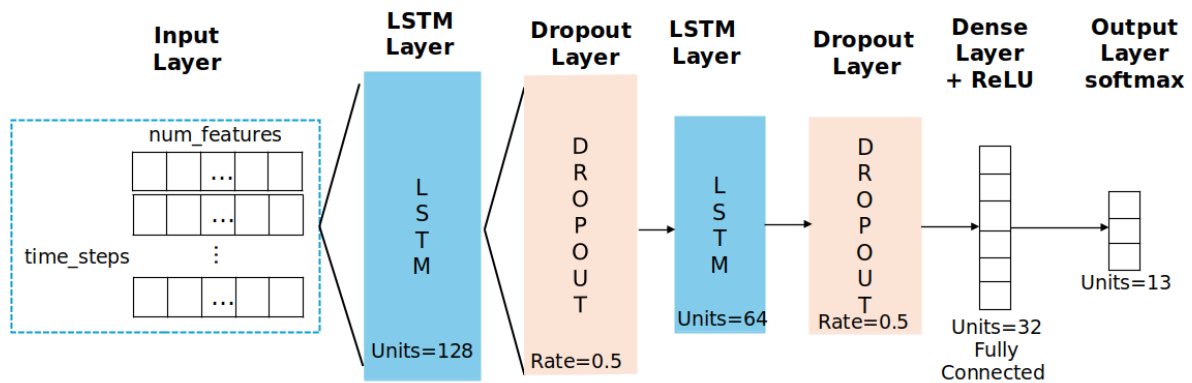 Input
Layer
LSTM
Layer
Dropout
Layer
LSTM
Layer
Dropout
Layer
Dense
Layer
+ ReLU
Output
Layer
softmax
num_features
...
...
⋮
...
time_steps
L
S
T
M
Units=128
D
R
O
P
O
U
T
Rate=0.5
L
S
T
M
Units=64
D
R
O
P
O
U
T
Rate=0.5
Units=32
Fully
Connected
Units=13